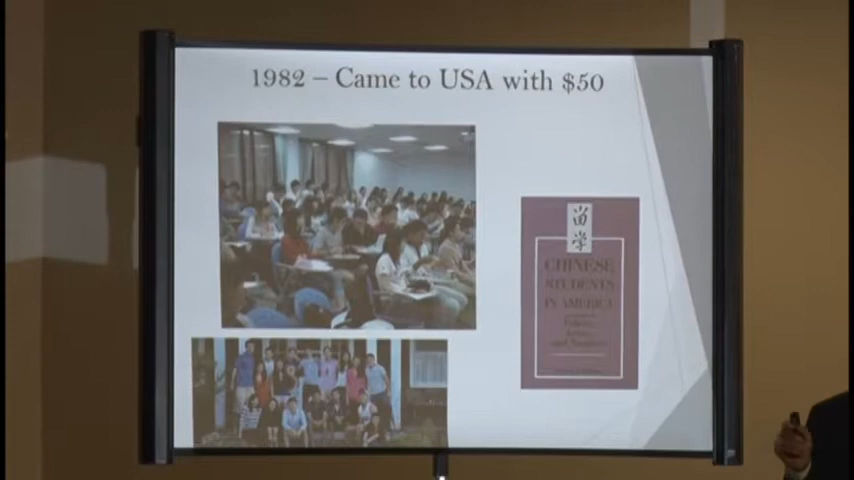 1982 – Came to USA with $50
留
学
CHINESE
STUDENTS
IN AMERICA